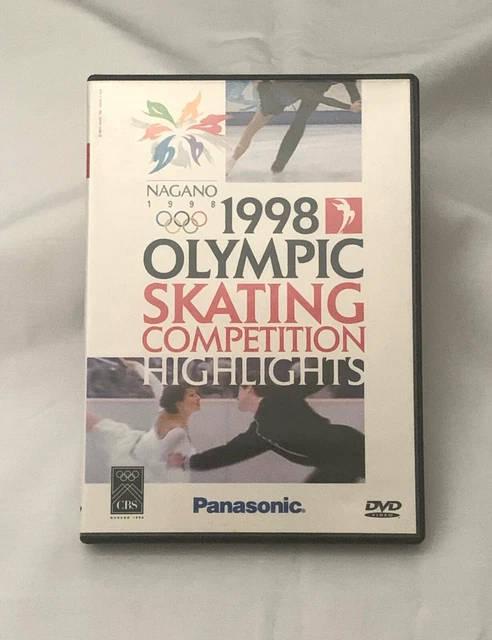 NAGANO
1998
1998
OLYMPIC
SKATING
COMPETITION
HIGHLIGHTS
CBS
NAGANO 1998
Panasonic
DVD
VIDEO